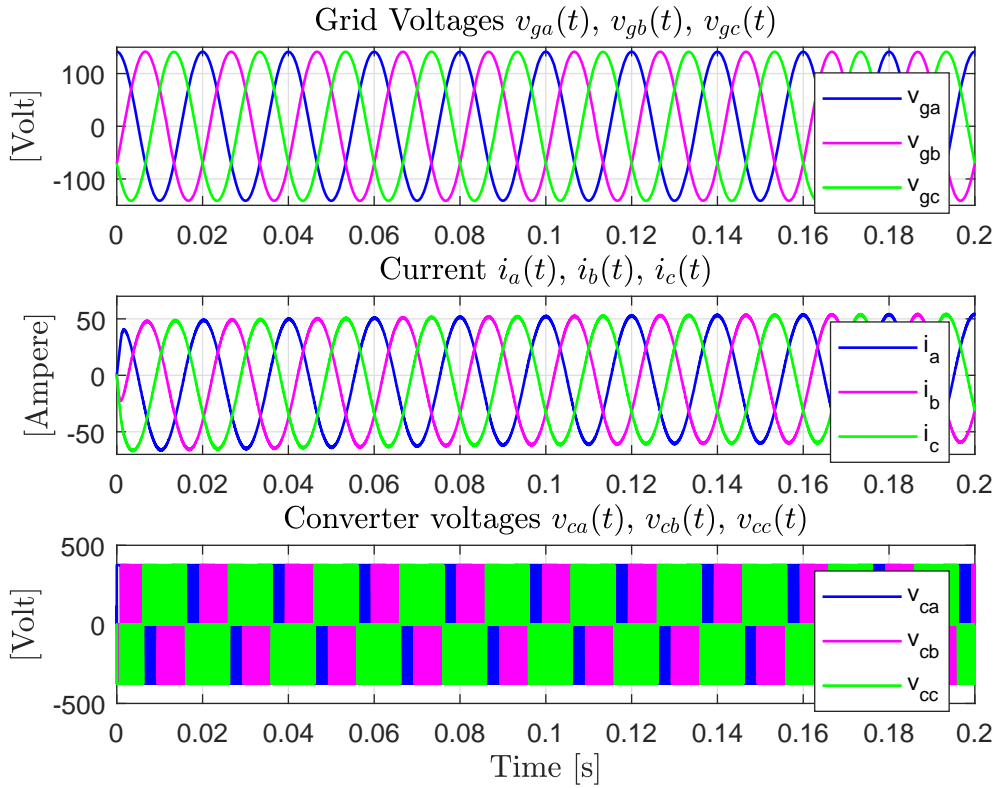 Grid Voltages v_ga(t), v_gb(t), v_gc(t)
[Volt]
100
0
-100
v_ga
v_gb
v_gc
0 0.02 0.04 0.06 0.08 0.1 0.12 0.14 0.16 0.18 0.2
Current i_a(t), i_b(t), i_c(t)
[Ampere]
50
0
-50
i_a
i_b
i_c
0 0.02 0.04 0.06 0.08 0.1 0.12 0.14 0.16 0.18 0.2
Converter voltages v_ca(t), v_cb(t), v_cc(t)
[Volt]
500
0
-500
v_ca
v_cb
v_cc
0 0.02 0.04 0.06 0.08 0.1 0.12 0.14 0.16 0.18 0.2
Time [s]